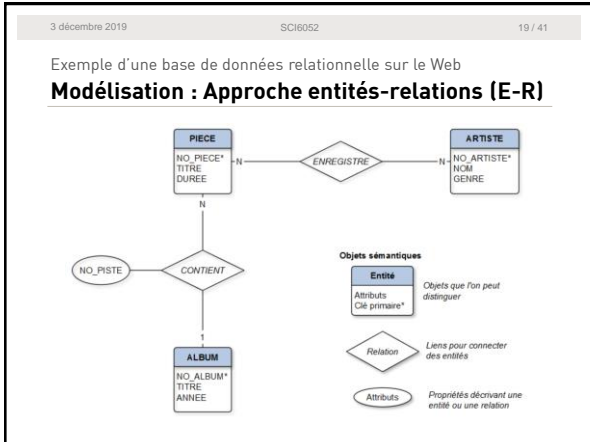 3 décembre 2019
SCI6052
19 / 41
Exemple d'une base de données relationnelle sur le Web
Modélisation : Approche entités-relations (E-R)
PIECE
NO_PIECE*
TITRE
DUREE
N
ENREGISTRE
N
ARTISTE
NO_ARTISTE*
NOM
GENRE
N
NO_PISTE
CONTIENT
1
ALBUM
NO_ALBUM*
TITRE
ANNEE
Objets sémantiques
Entité
Attributs
Clé primaire*
Objets que l'on peut
distinguer
Relation
Liens pour connecter
des entités
Attributs
Propriétés décrivant une
entité ou une relation